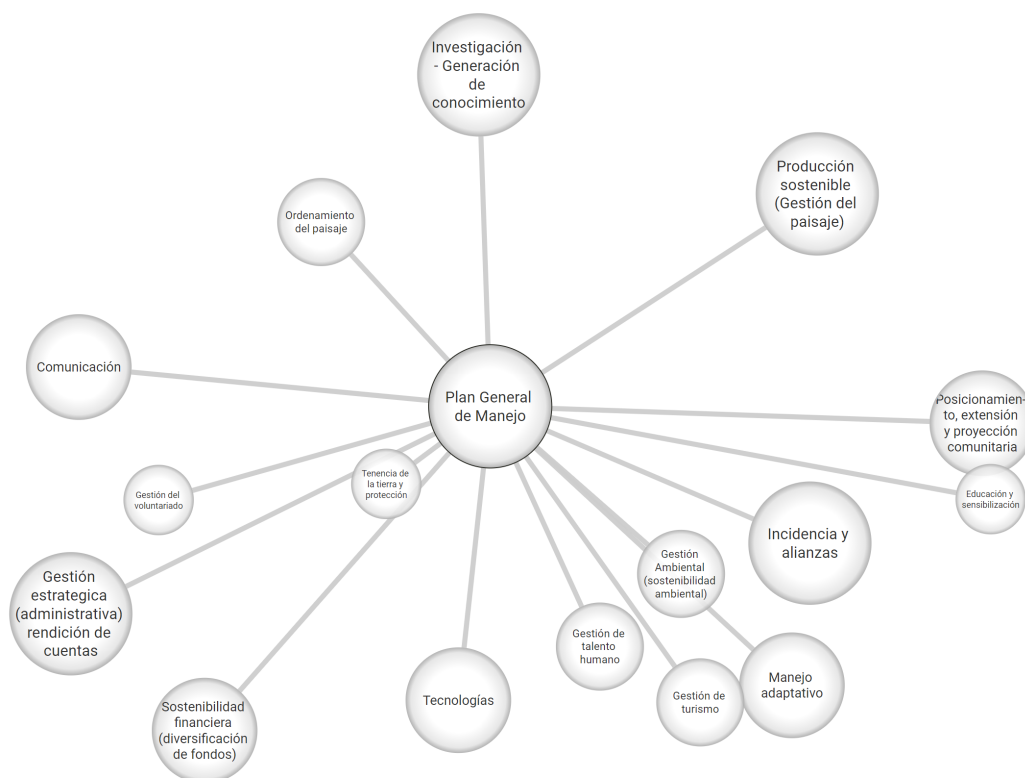 Investigación
- Generación
de
conocimiento
Producción
sostenible
(Gestión del
paisaje)
Ordenamiento
del paisaje
Comunicación
Plan General
de Manejo
Posicionamien-
to, extensión
y proyección
comunitaria
Tenencia de
la tierra y
protección
Gestión del
voluntariado
Educación y
sensibilización
Incidencia y
alianzas
Gestión
Ambiental
(sostenibilidad
ambiental)
Gestión
estrategica
(administrativa)
rendición de
cuentas
Gestión de
talento
humano
Manejo
adaptativo
Gestión de
turismo
Tecnologías
Sostenibilidad
financiera
(diversificación
de fondos)